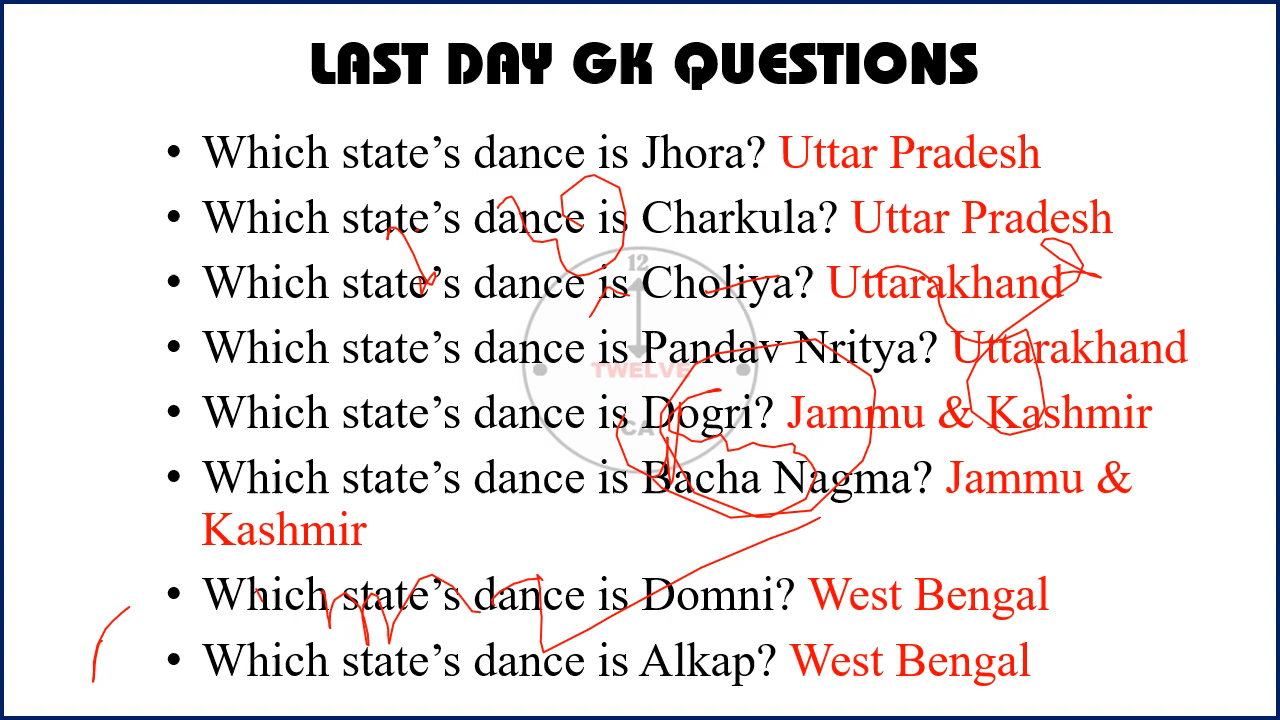 LAST DAY GK QUESTIONS
• Which state’s dance is Jhora? Uttar Pradesh
• Which state’s dance is Charkula? Uttar Pradesh
12
• Which state’s dance is Choliya? Uttarakhand
• Which state’s dance is Pandav Nritya? Uttarakhand
TWELVE
• Which state’s dance is Dogri? Jammu & Kashmir
CA
• Which state’s dance is Bacha Nagma? Jammu &
Kashmir
• Which state’s dance is Domni? West Bengal
• Which state’s dance is Alkap? West Bengal